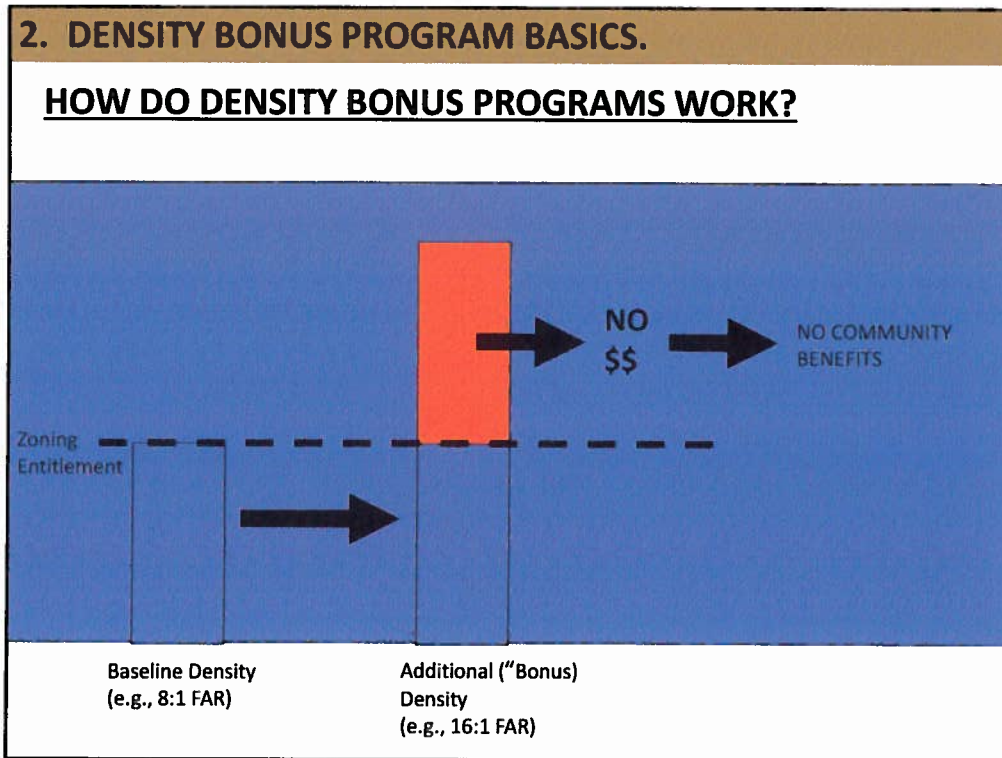 2. DENSITY BONUS PROGRAM BASICS.
HOW DO DENSITY BONUS PROGRAMS WORK?
NO
$$
NO COMMUNITY
BENEFITS
Zoning
Entitlement
Baseline Density
(e.g., 8:1 FAR)
Additional ("Bonus)
Density
(e.g., 16:1 FAR)